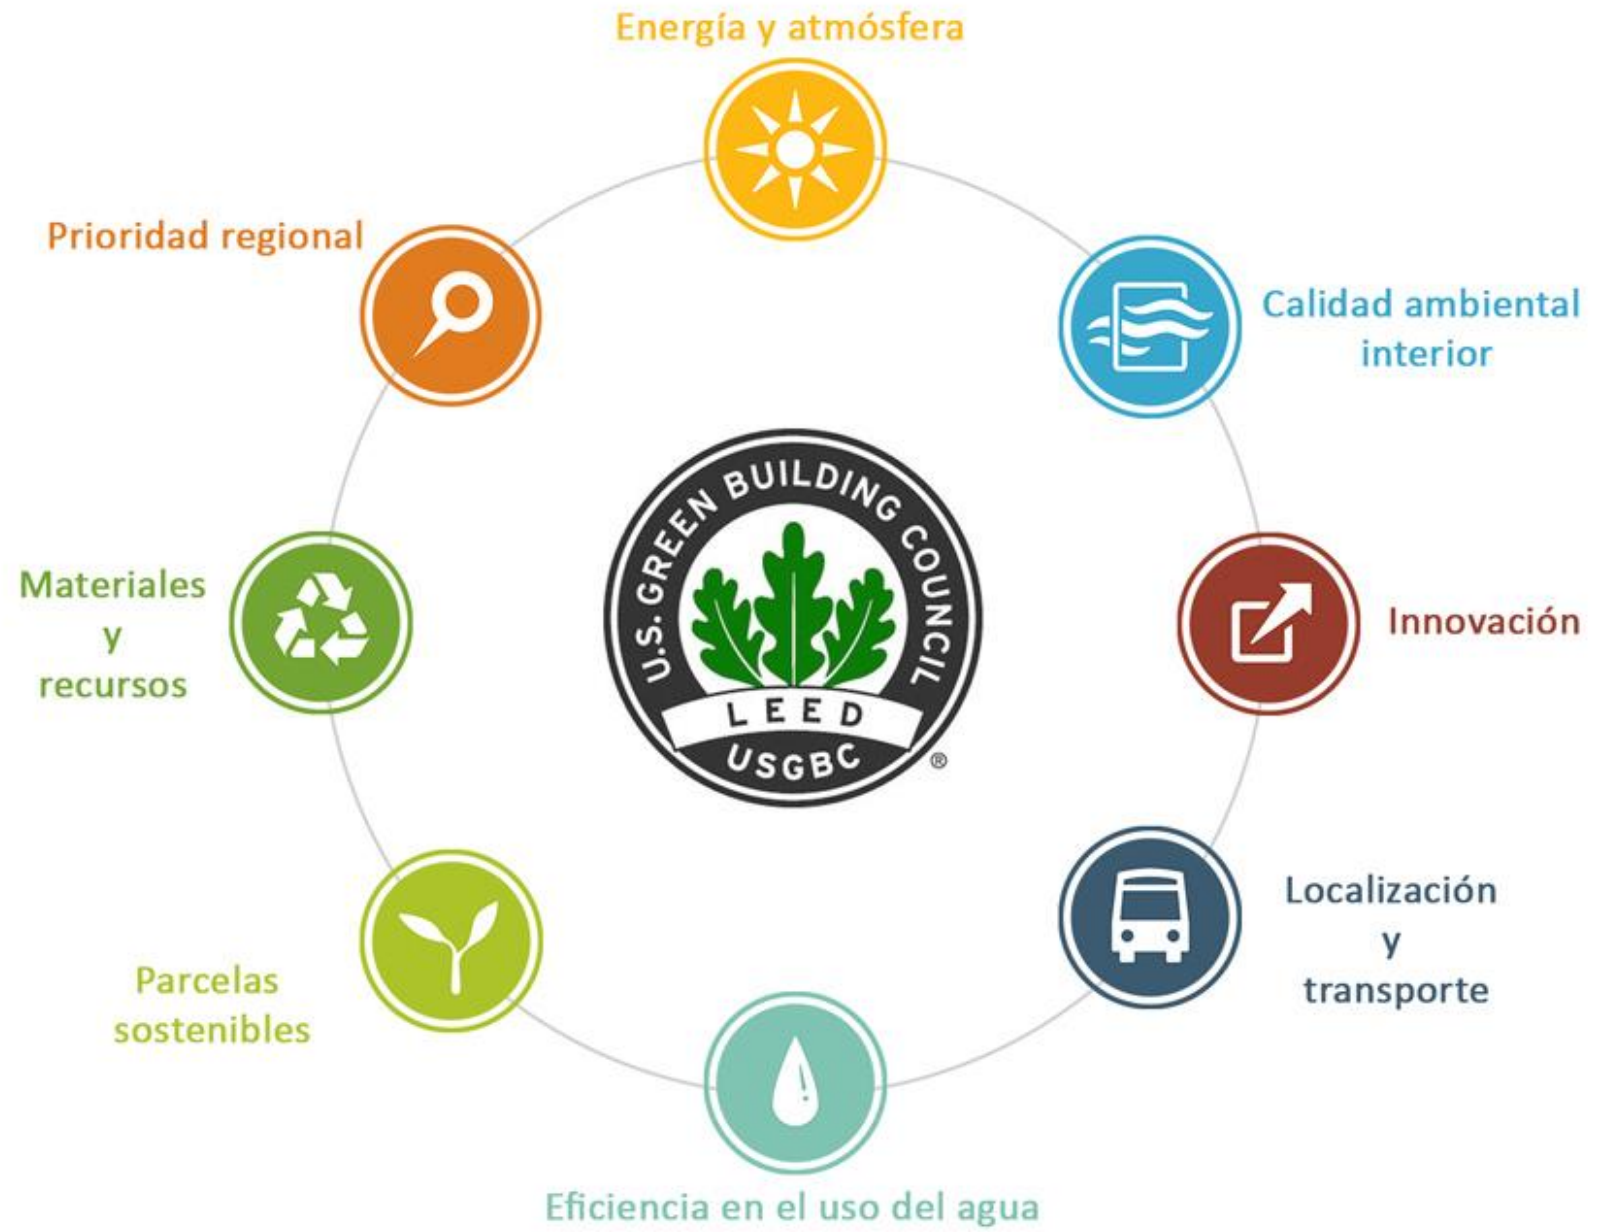 Energía y atmósfera
Prioridad regional
Calidad ambiental
interior
U.S. GREEN BUILDING COUNCIL
LEED
USGBC
®
Materiales
y
recursos
Innovación
Localización
y
transporte
Parcelas
sostenibles
Eficiencia en el uso del agua